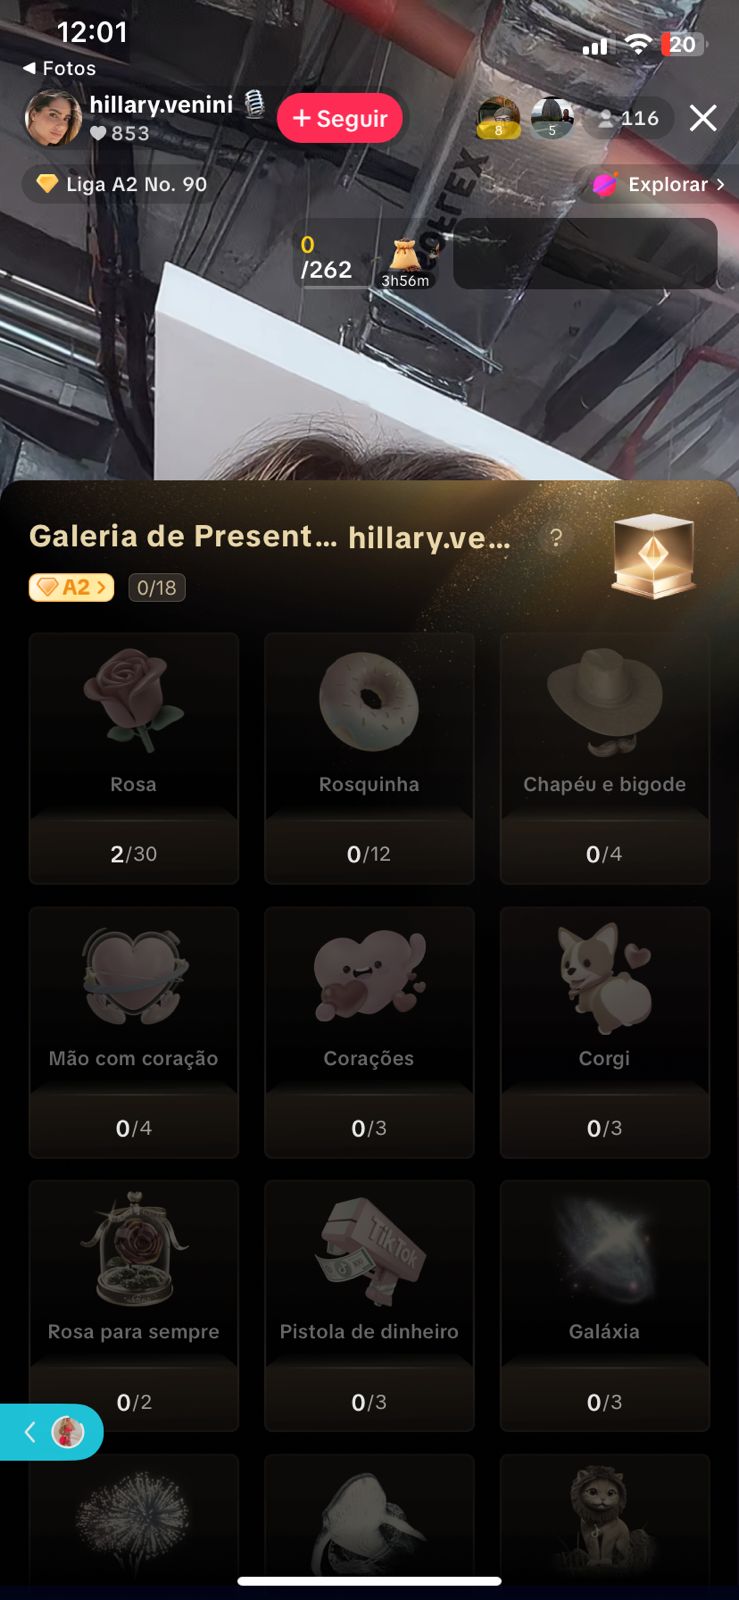 12:01
20
Fotos
hillary.venini
853
+ Seguir
8
5
116
Liga A2 No. 90
Explorar
0
/262
3h56m
Galeria de Present... hillary.ve... ?
A2
0/18
Rosa
Rosquinha
Chapéu e bigode
2/30
0/12
0/4
Mão com coração
Corações
Corgi
0/4
0/3
0/3
TikTok
Rosa para sempre
Pistola de dinheiro
Galáxia
0/2
0/3
0/3